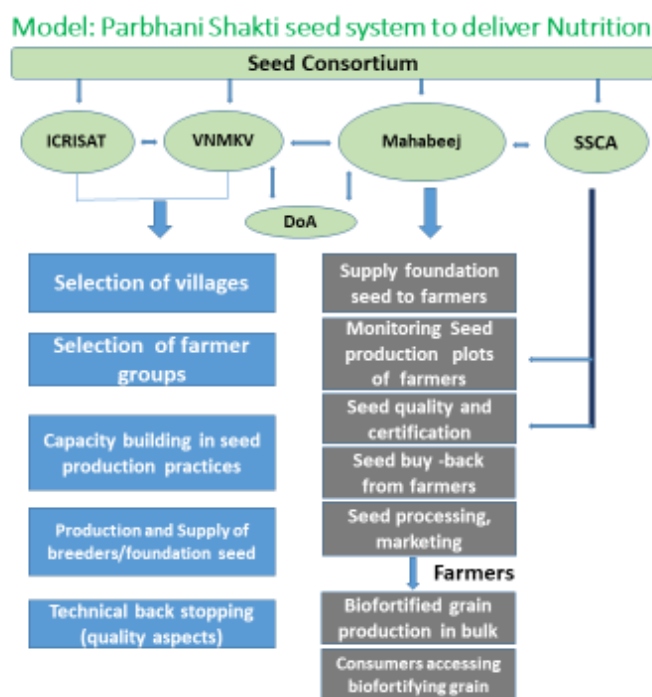 Model: Parbhani Shakti seed system to deliver Nutrition
Seed Consortium
ICRISAT
VNMKV
Mahabeej
SSCA
DoA
Selection of villages
Selection of farmer
groups
Capacity building in seed
production practices
Production and Supply of
breeders/foundation seed
Technical back stopping
(quality aspects)
Supply foundation
seed to farmers
Monitoring Seed
production plots
of farmers
Seed quality and
certification
Seed buy -back
from farmers
Seed processing,
marketing
Farmers
Biofortified grain
production in bulk
Consumers accessing
biofortifying grain